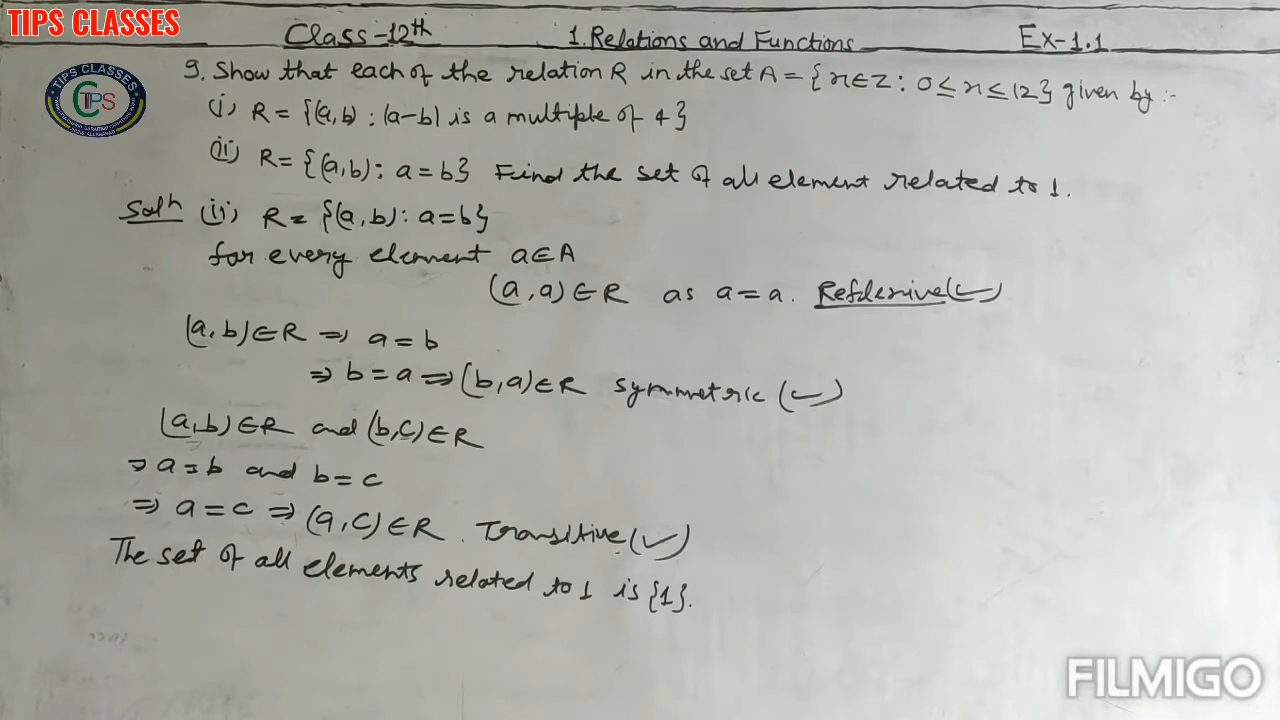 TIPS CLASSES
Class-12th 1. Relations and Functions Ex-1.1
TIPS CLASSES
TIPS
9. Show that each of the relation R in the set A = {x∈Z : 0 ≤ x ≤ 12} given by :-
(i) R = {(a,b) : |a-b| is a multiple of 4}
(ii) R = {(a,b) : a = b} Find the set of all element related to 1.
Solⁿ (ii) R = {(a,b) : a=b}
for every element a∈A
(a,a)∈R as a=a. Reflexive(✓)
(a,b)∈R ⇒ a=b
⇒ b=a ⇒ (b,a)∈R Symmetric (✓)
(a,b)∈R and (b,c)∈R
⇒ a=b and b=c
⇒ a=c ⇒ (a,c)∈R. Transitive(✓)
The set of all elements related to 1 is {1}.
FILMIGO